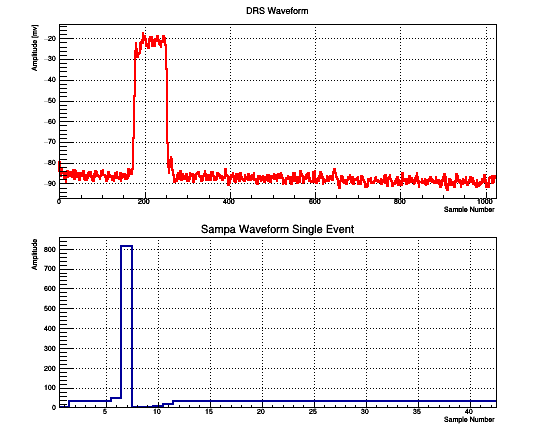 DRS Waveform
Amplitude [mv]
−20
−30
−40
−50
−60
−70
−80
−90
0 200 400 600 800 1000
Sample Number
Sampa Waveform Single Event
Amplitude
800
700
600
500
400
300
200
100
0
5 10 15 20 25 30 35 40
Sample Number